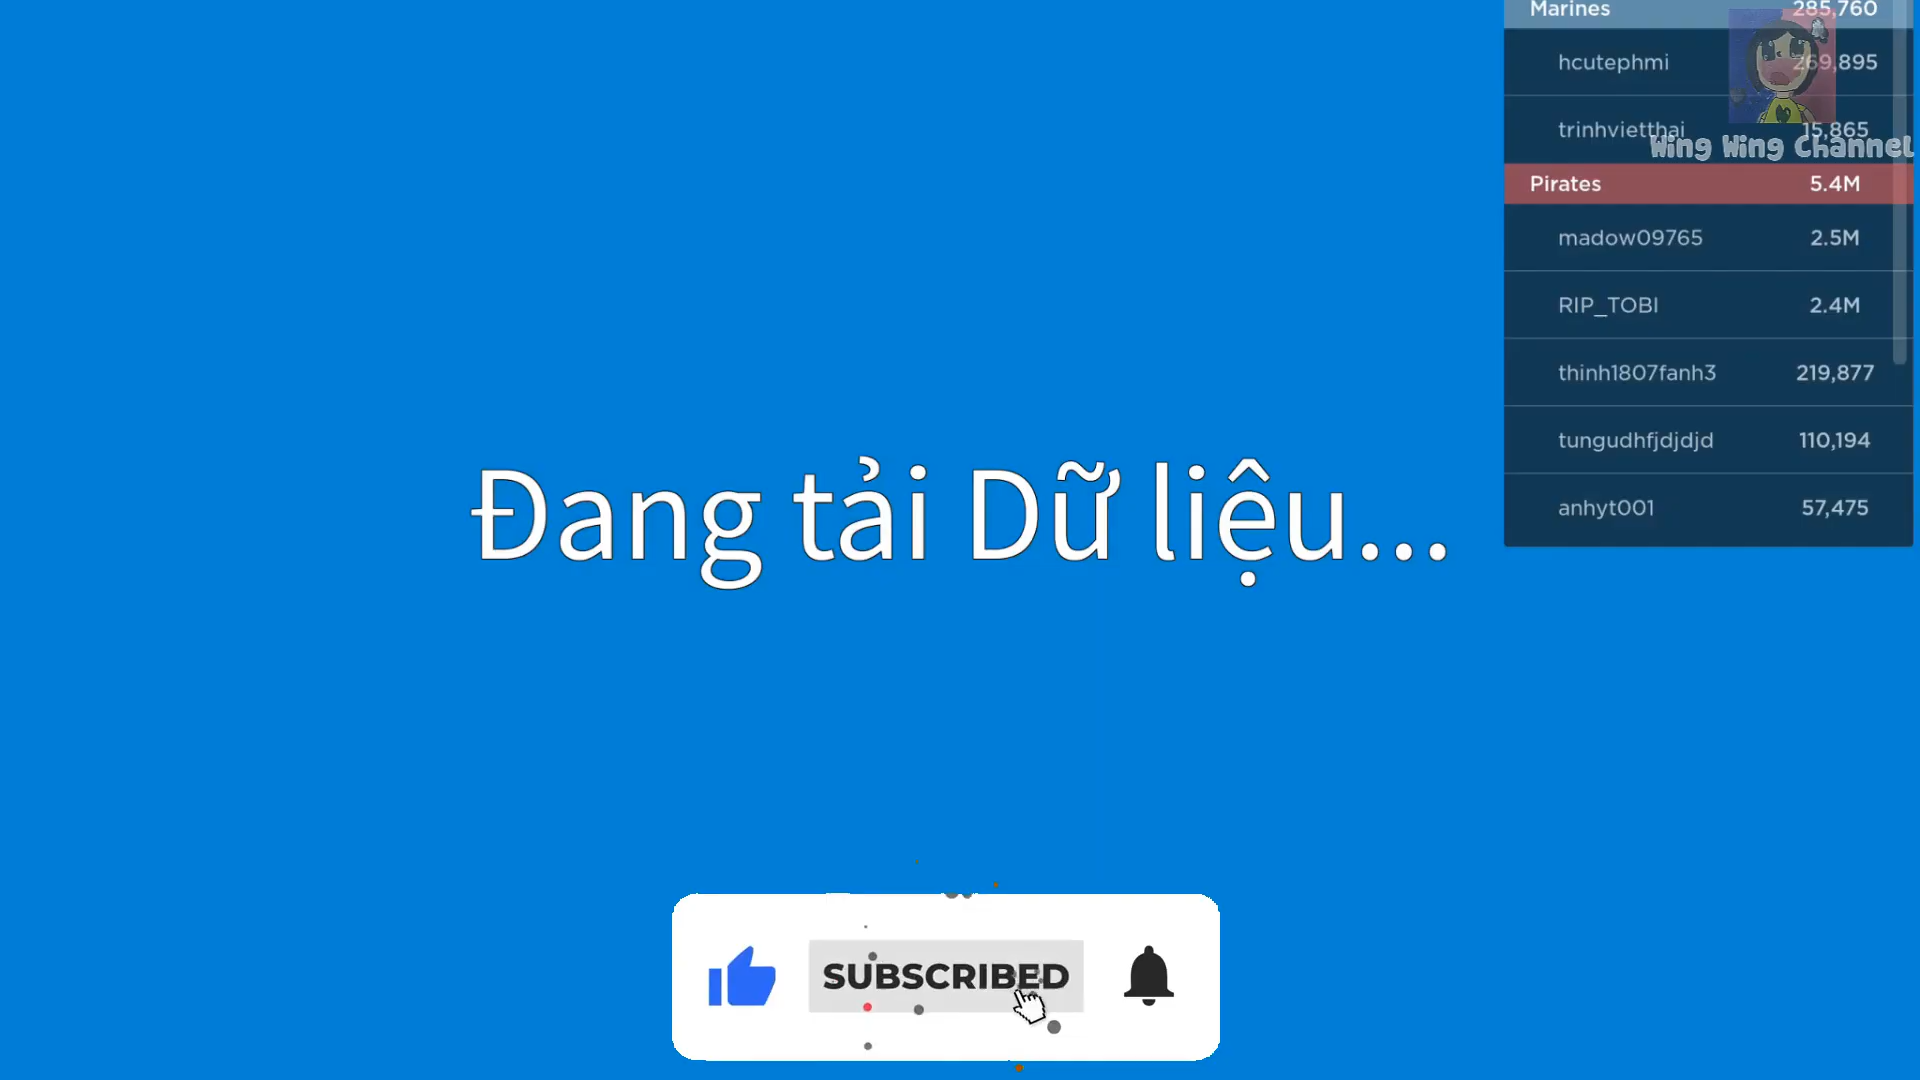 Marines 285,760
hcutephmi 269,895
trinhvietthai 15,865
Wing Wing Channel
Pirates 5.4M
madow09765 2.5M
RIP_TOBI 2.4M
thinh1807fanh3 219,877
tungudhfjdjdjd 110,194
anhyt001 57,475
Đang tải Dữ liệu...
SUBSCRIBED